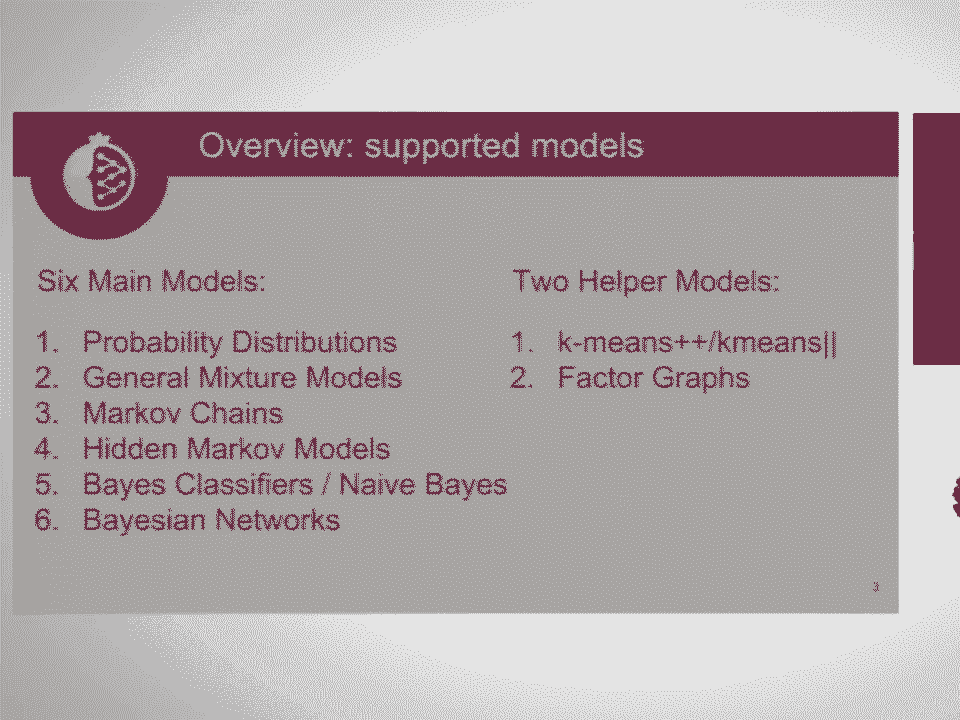 Overview: supported models
Six Main Models:
1. Probability Distributions
2. General Mixture Models
3. Markov Chains
4. Hidden Markov Models
5. Bayes Classifiers / Naive Bayes
6. Bayesian Networks
Two Helper Models:
1. k-means++/kmeans||
2. Factor Graphs
3